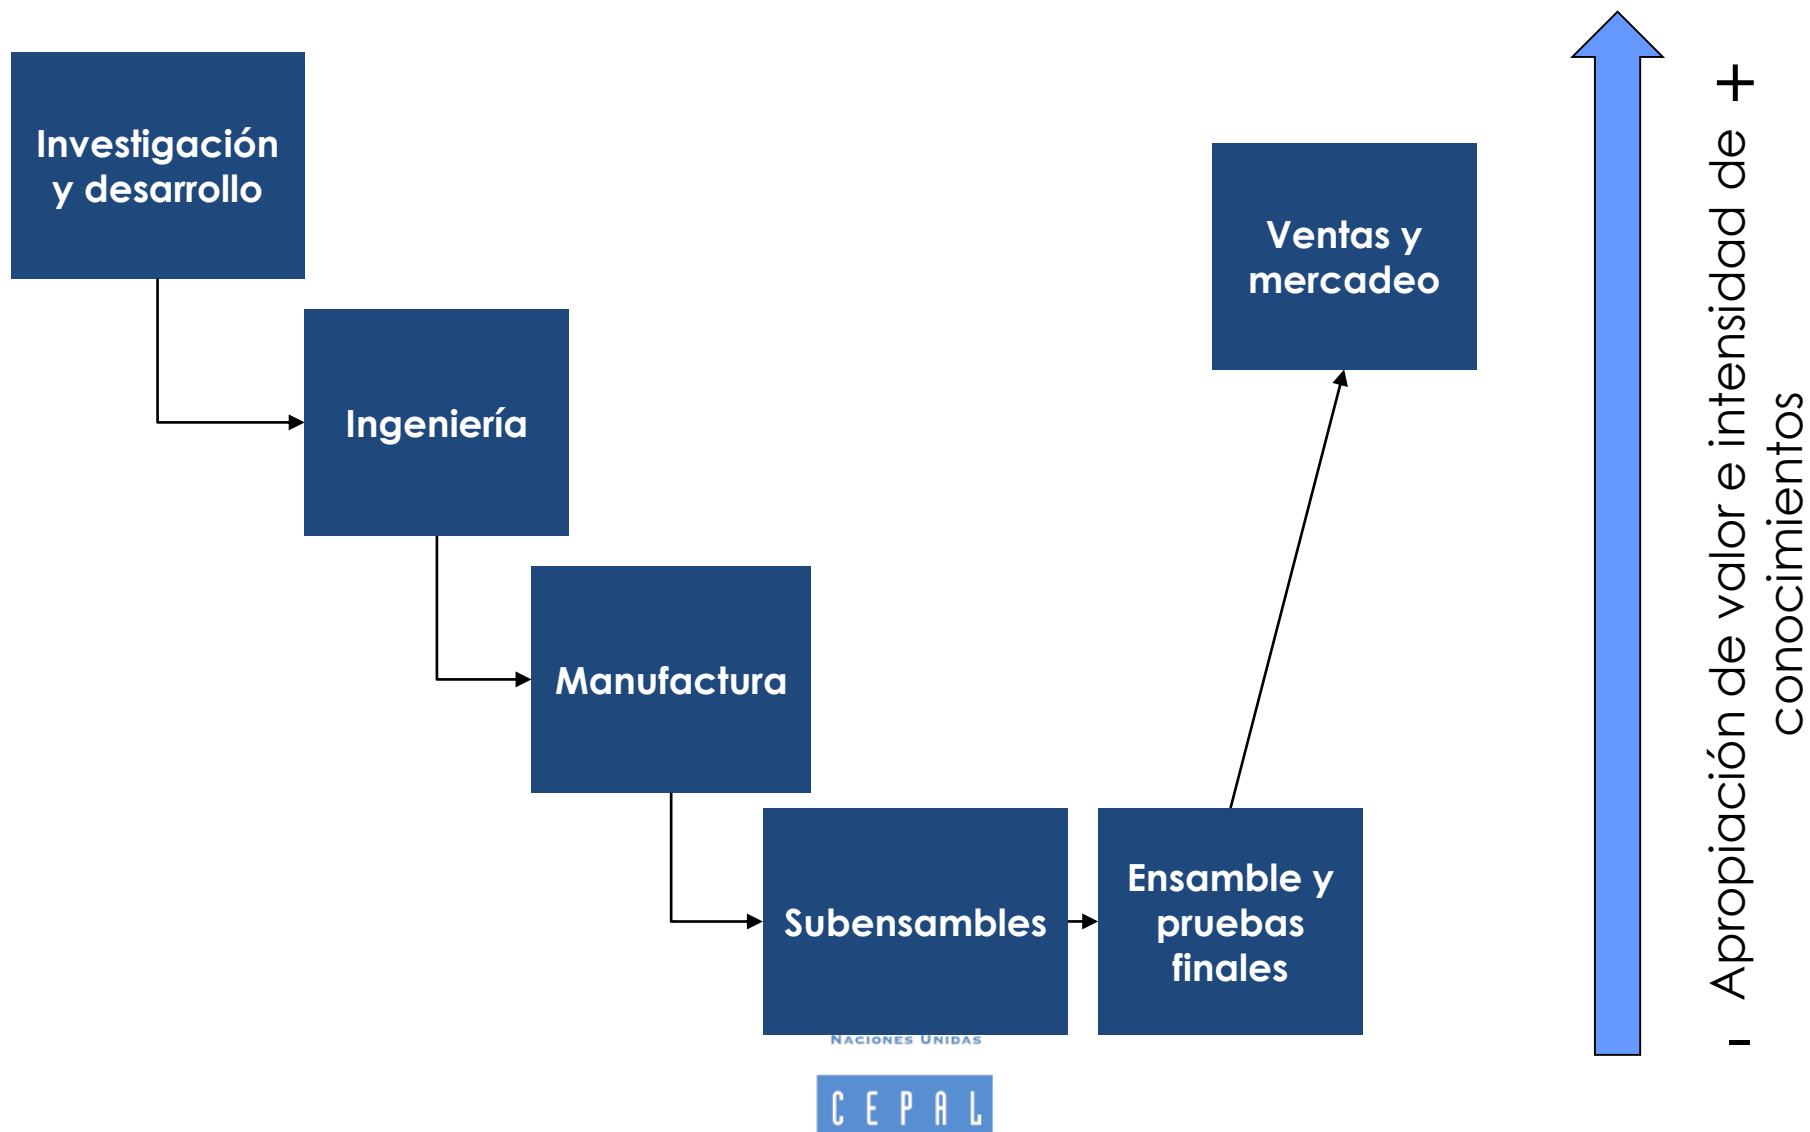 Investigación
y desarrollo
Ingeniería
Manufactura
Subensambles
Ensamble y
pruebas
finales
Ventas y
mercadeo
- Apropiación de valor e intensidad de +
conocimientos
NACIONES UNIDAS
CEPAL